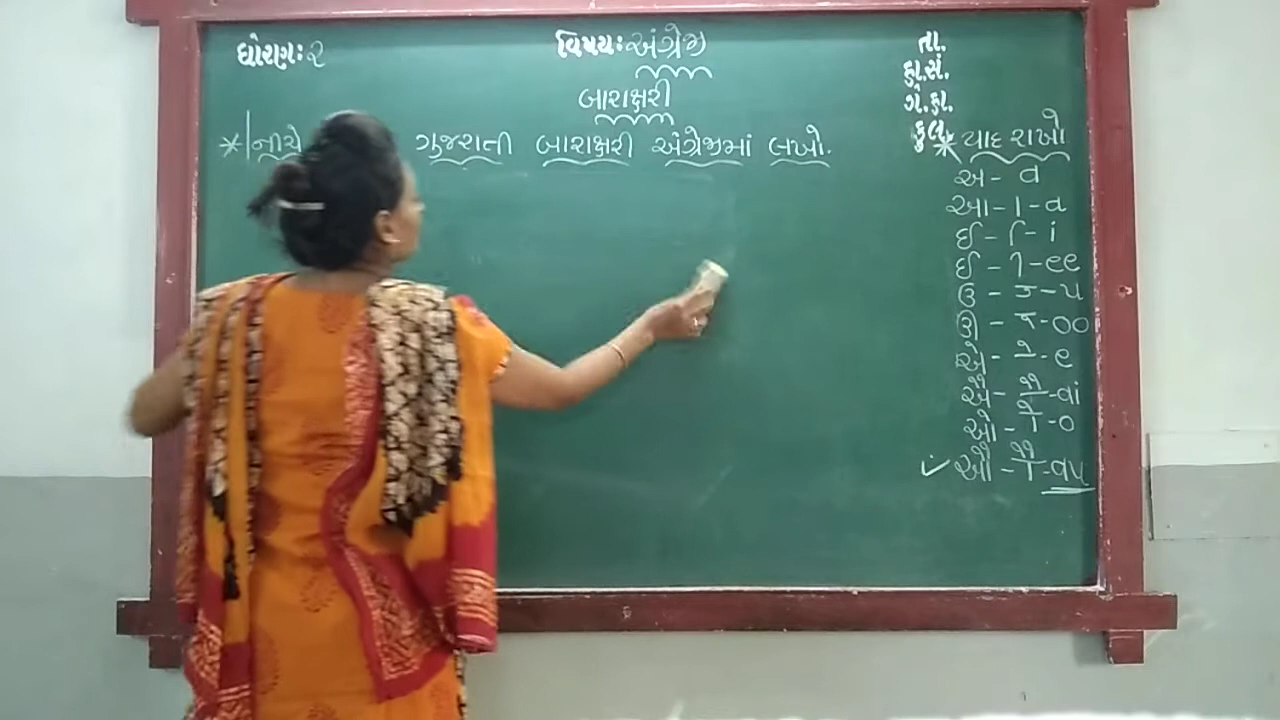 ધોરણઃ ૨
વિષયઃ અંગ્રેજી
બારાક્ષરી
* નીચે ગુજરાતી બારાક્ષરી અંગ્રેજીમાં લખો.
તા.
કા.સં.
ગૃ.કા.
કુલ
* યાદ રાખો
અ - a
આ - ા - a
ઈ - િ - i
ઈ - ી - ee
ઉ - ુ - u
ઊ - ૂ - oo
એ - ે - e
ઐ - ૈ - ai
ઓ - ો - o
ઔ - ૌ - au